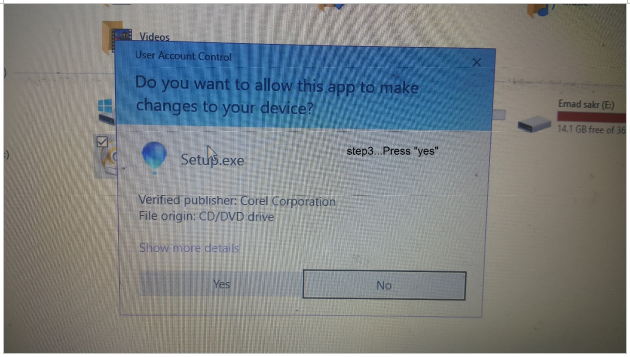 Videos
User Account Control
Do you want to allow this app to make
changes to your device?
Emad sakr (E:)
14.1 GB free of 36
Setup.exe
step3...Press "yes"
Verified publisher: Corel Corporation
File origin: CD/DVD drive
Show more details
Yes
No